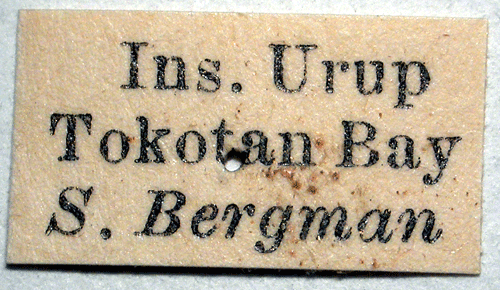 Ins. Urup
Tokotan Bay
S. Bergman